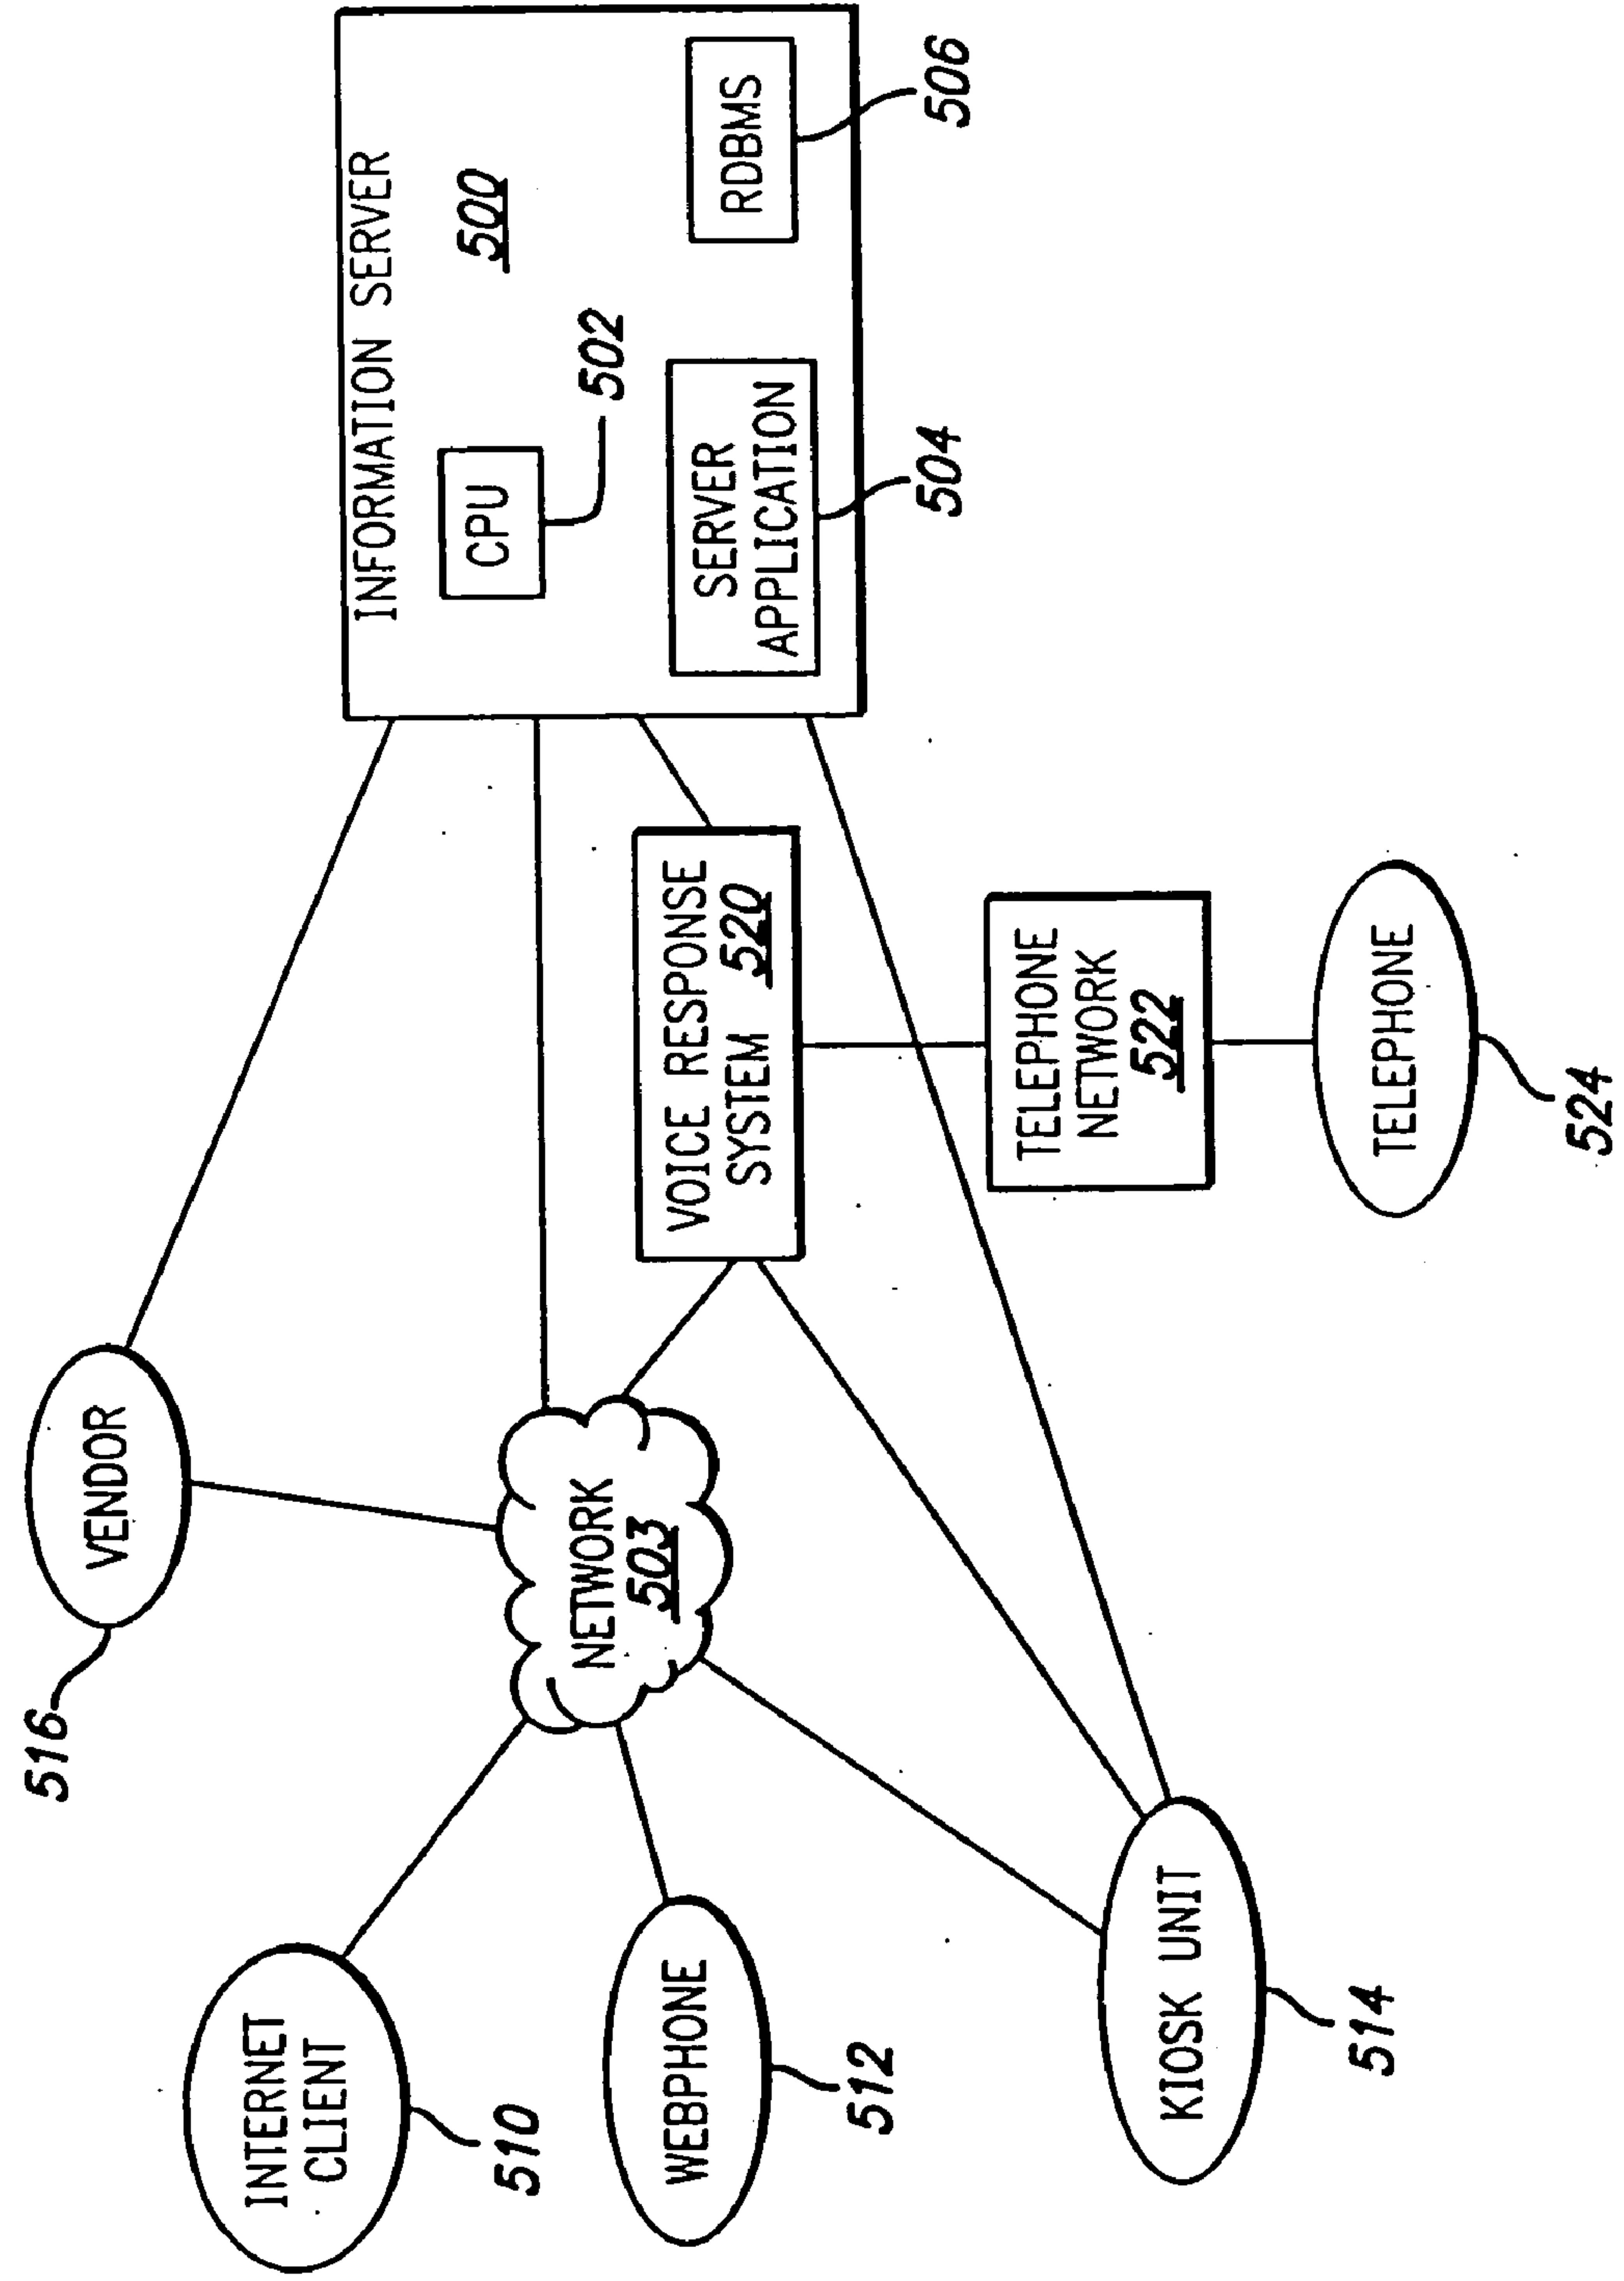 INFORMATION SERVER
500
CPU
502
SERVER
APPLICATION
504
RDBMS
506
516
VENDOR
NETWORK
503
VOICE RESPONSE
SYSTEM 520
TELEPHONE
NETWORK
522
TELEPHONE
524
INTERNET
CLIENT
510
WEBPHONE
512
KIOSK UNIT
514